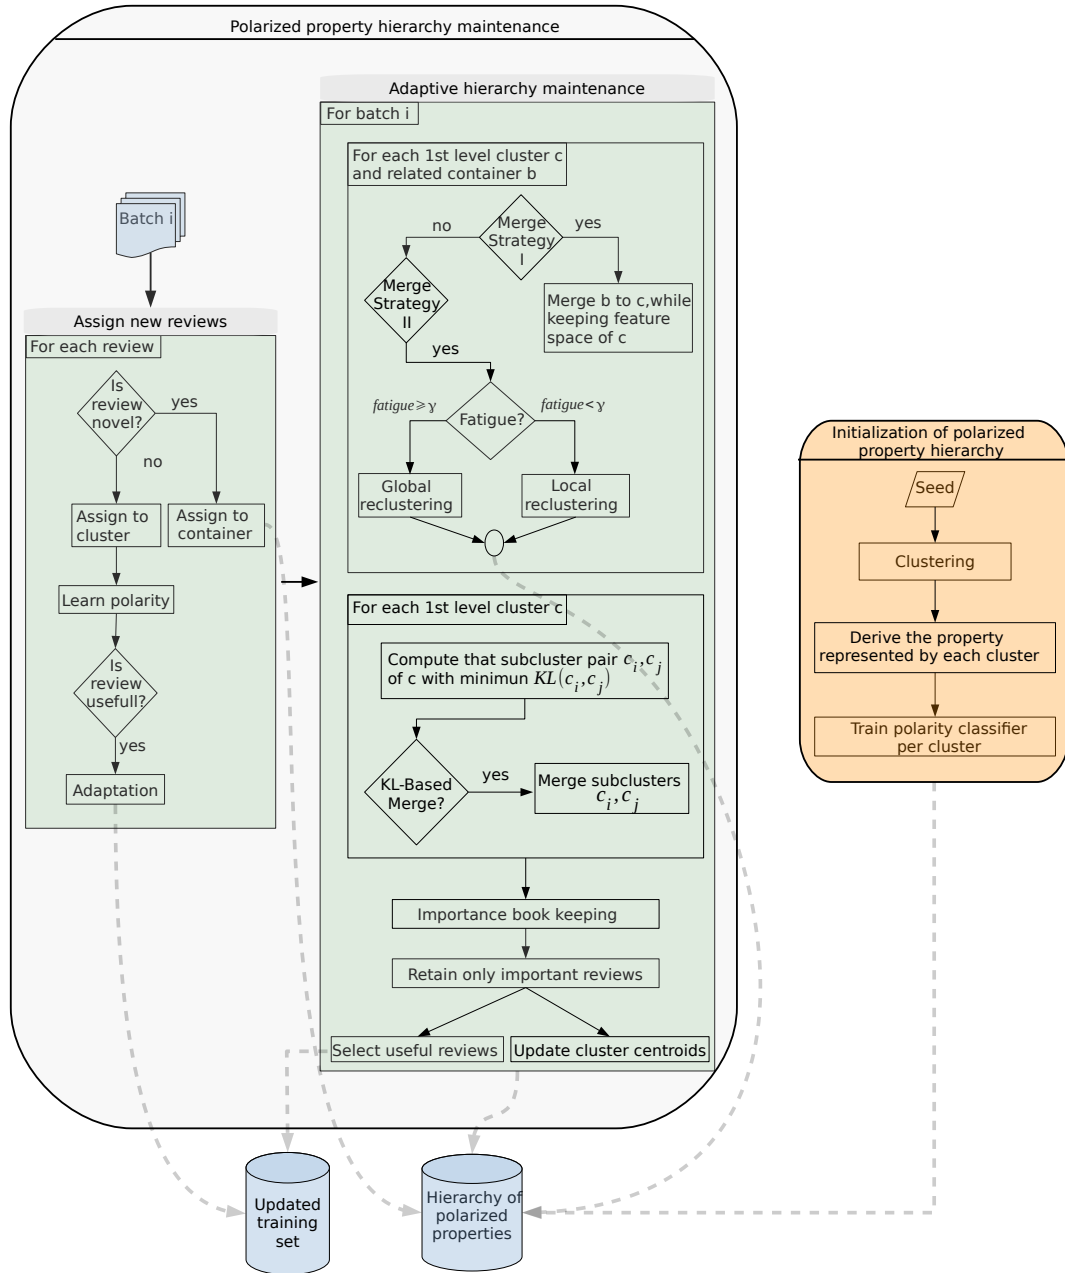 Polarized property hierarchy maintenance
Adaptive hierarchy maintenance
For batch i
For each 1st level cluster c
and related container b
Batch i
no
Merge
Strategy
I
yes
Merge
Strategy
II
Merge b to c,while
keeping feature
space of c
yes
Assign new reviews
For each review
Is
review
novel?
yes
no
fatigue≥γ
Fatigue?
fatigue<γ
Global
reclustering
Local
reclustering
Assign to
cluster
Assign to
container
Learn polarity
Is
review
usefull?
yes
Adaptation
For each 1st level cluster c
Compute that subcluster pair c_i,c_j
of c with minimun KL(c_i,c_j)
KL-Based
Merge?
yes
Merge subclusters
c_i,c_j
Importance book keeping
Retain only important reviews
Select useful reviews
Update cluster centroids
Initialization of polarized
property hierarchy
Seed
Clustering
Derive the property
represented by each cluster
Train polarity classifier
per cluster
Updated
training
set
Hierarchy of
polarized
properties